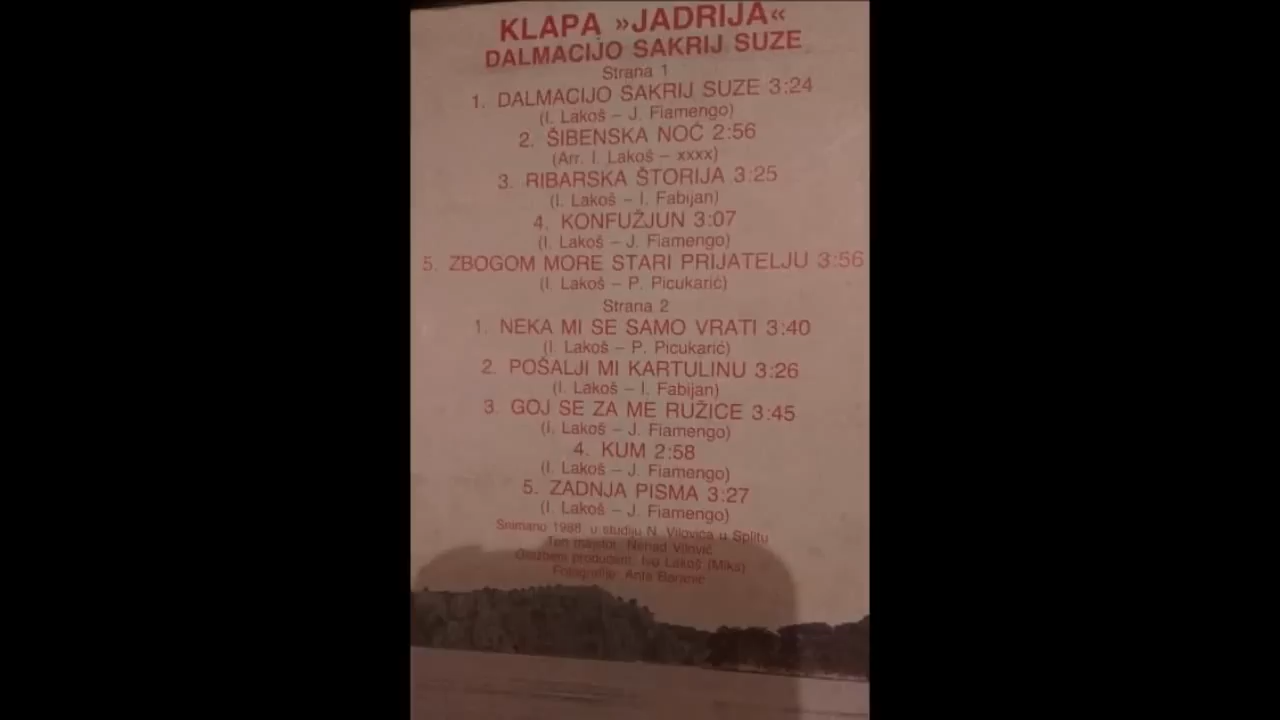 KLAPA »JADRIJA«
DALMACIJO SAKRIJ SUZE
Strana 1
1. DALMACIJO SAKRIJ SUZE 3:24
(I. Lakoš – J. Fiamengo)
2. ŠIBENSKA NOĆ 2:56
(Arr. I. Lakoš – xxxx)
3. RIBARSKA ŠTORIJA 3:25
(I. Lakoš – I. Fabijan)
4. KONFUŽJUN 3:07
(I. Lakoš – J. Fiamengo)
5. ZBOGOM MORE STARI PRIJATELJU 3:56
(I. Lakoš – P. Picukarić)
Strana 2
1. NEKA MI SE SAMO VRATI 3:40
(I. Lakoš – P. Picukarić)
2. POŠALJI MI KARTULINU 3:26
(I. Lakoš – I. Fabijan)
3. GOJ SE ZA ME RUŽICE 3:45
(I. Lakoš – J. Fiamengo)
4. KUM 2:58
(I. Lakoš – J. Fiamengo)
5. ZADNJA PISMA 3:27
(I. Lakoš – J. Fiamengo)
Snimano 1988. u studiju N. Vilovića u Splitu
Ton majstor: Nenad Vilović
Glazbeni producent: Ivo Lakoš (Mika)
Fotografije: Ante Baranić